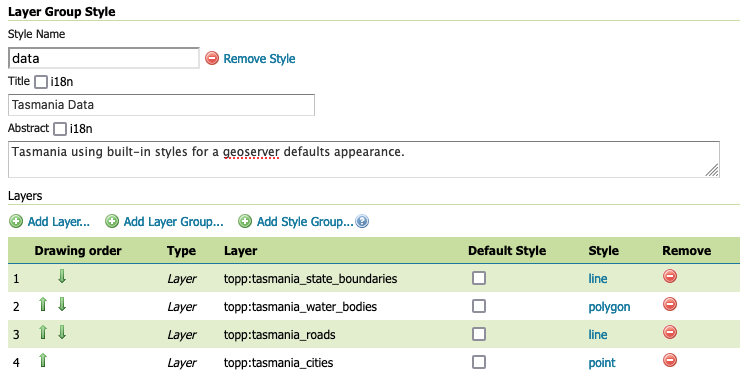 Layer Group Style
Style Name
data Remove Style
Title i18n
Tasmania Data
Abstract i18n
Tasmania using built-in styles for a geoserver defaults appearance.
Layers
Add Layer... Add Layer Group... Add Style Group...
Drawing order Type Layer Default Style Style Remove
1 Layer topp:tasmania_state_boundaries line
2 Layer topp:tasmania_water_bodies polygon
3 Layer topp:tasmania_roads line
4 Layer topp:tasmania_cities point